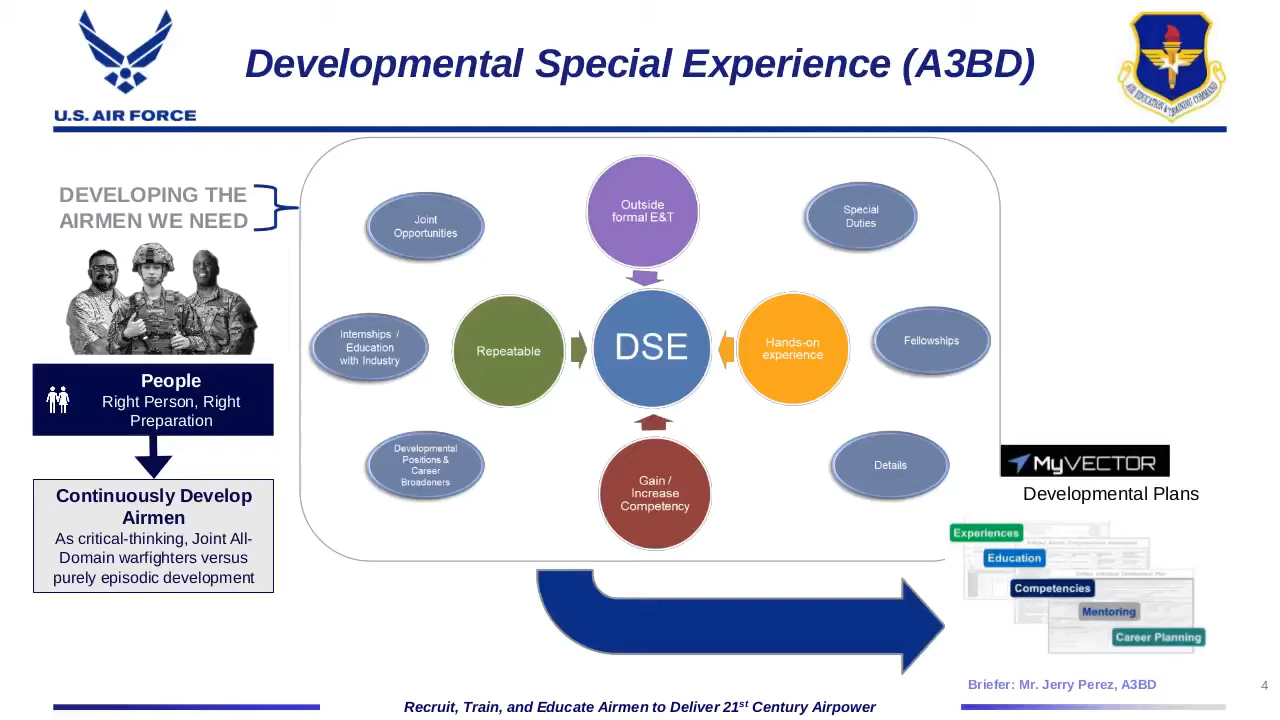 Developmental Special Experience (A3BD)
U.S. AIR FORCE
AIR EDUCATION & TRAINING COMMAND
DEVELOPING THE
AIRMEN WE NEED
People
Right Person, Right
Preparation
Continuously Develop
Airmen
As critical-thinking, Joint All-
Domain warfighters versus
purely episodic development
Joint
Opportunities
Outside
formal E&T
Special
Duties
Internships /
Education
with Industry
Repeatable
DSE
Hands-on
experience
Fellowships
Developmental
Positions &
Career
Broadeners
Gain /
Increase
Competency
Details
MyVECTOR
Developmental Plans
Experiences
Education
Competencies
Mentoring
Career Planning
Briefer: Mr. Jerry Perez, A3BD
4
Recruit, Train, and Educate Airmen to Deliver 21st Century Airpower